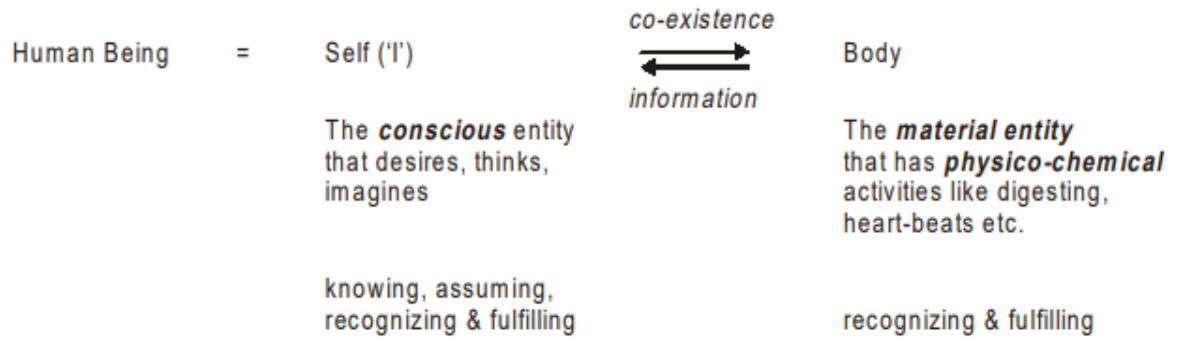 co-existence
Human Being = Self ('I') Body
information
The conscious entity The material entity
that desires, thinks, that has physico-chemical
imagines activities like digesting,
heart-beats etc.
knowing, assuming,
recognizing & fulfilling recognizing & fulfilling